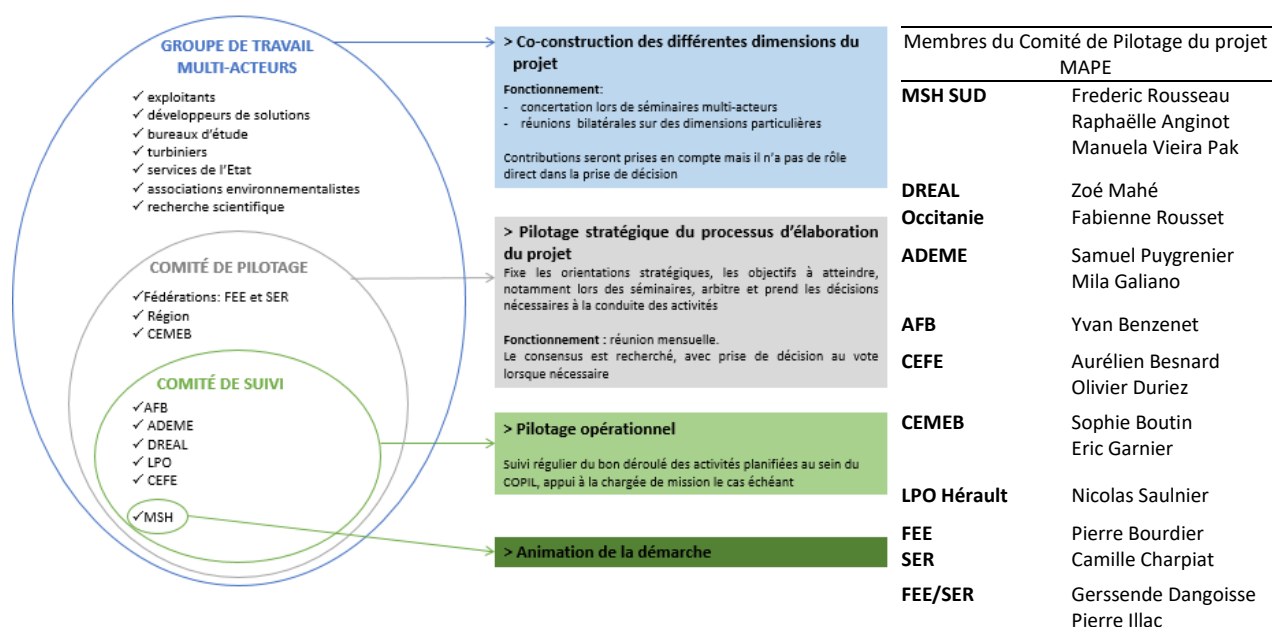 GROUPE DE TRAVAIL
MULTI-ACTEURS
✓ exploitants
✓ développeurs de solutions
✓ bureaux d'étude
✓ turbiniers
✓ services de l'Etat
✓ associations environnementalistes
✓ recherche scientifique
COMITÉ DE PILOTAGE
✓Fédérations: FEE et SER
✓ Région
✓ CEMEB
COMITÉ DE SUIVI
✓AFB
✓ ADEME
✓ DREAL
✓ LPO
✓ CEFE
✓MSH
> Co-construction des différentes dimensions du
projet
Fonctionnement:
- concertation lors de séminaires multi-acteurs
- réunions bilatérales sur des dimensions particulières
Contributions seront prises en compte mais il n'a pas de rôle
direct dans la prise de décision
> Pilotage stratégique du processus d'élaboration
du projet
Fixe les orientations stratégiques, les objectifs à atteindre,
notamment lors des séminaires, arbitre et prend les décisions
nécessaires à la conduite des activités
Fonctionnement : réunion mensuelle.
Le consensus est recherché, avec prise de décision au vote
lorsque nécessaire
> Pilotage opérationnel
Suivi régulier du bon déroulé des activités planifiées au sein du
COPIL, appui à la chargée de mission le cas échéant
> Animation de la démarche
Membres du Comité de Pilotage du projet
MAPE
MSH SUD Frederic Rousseau
Raphaëlle Anginot
Manuela Vieira Pak
DREAL Zoé Mahé
Occitanie Fabienne Rousset
ADEME Samuel Puygrenier
Mila Galiano
AFB Yvan Benzenet
CEFE Aurélien Besnard
Olivier Duriez
CEMEB Sophie Boutin
Eric Garnier
LPO Hérault Nicolas Saulnier
FEE Pierre Bourdier
SER Camille Charpiat
FEE/SER Gerssende Dangoisse
Pierre Illac